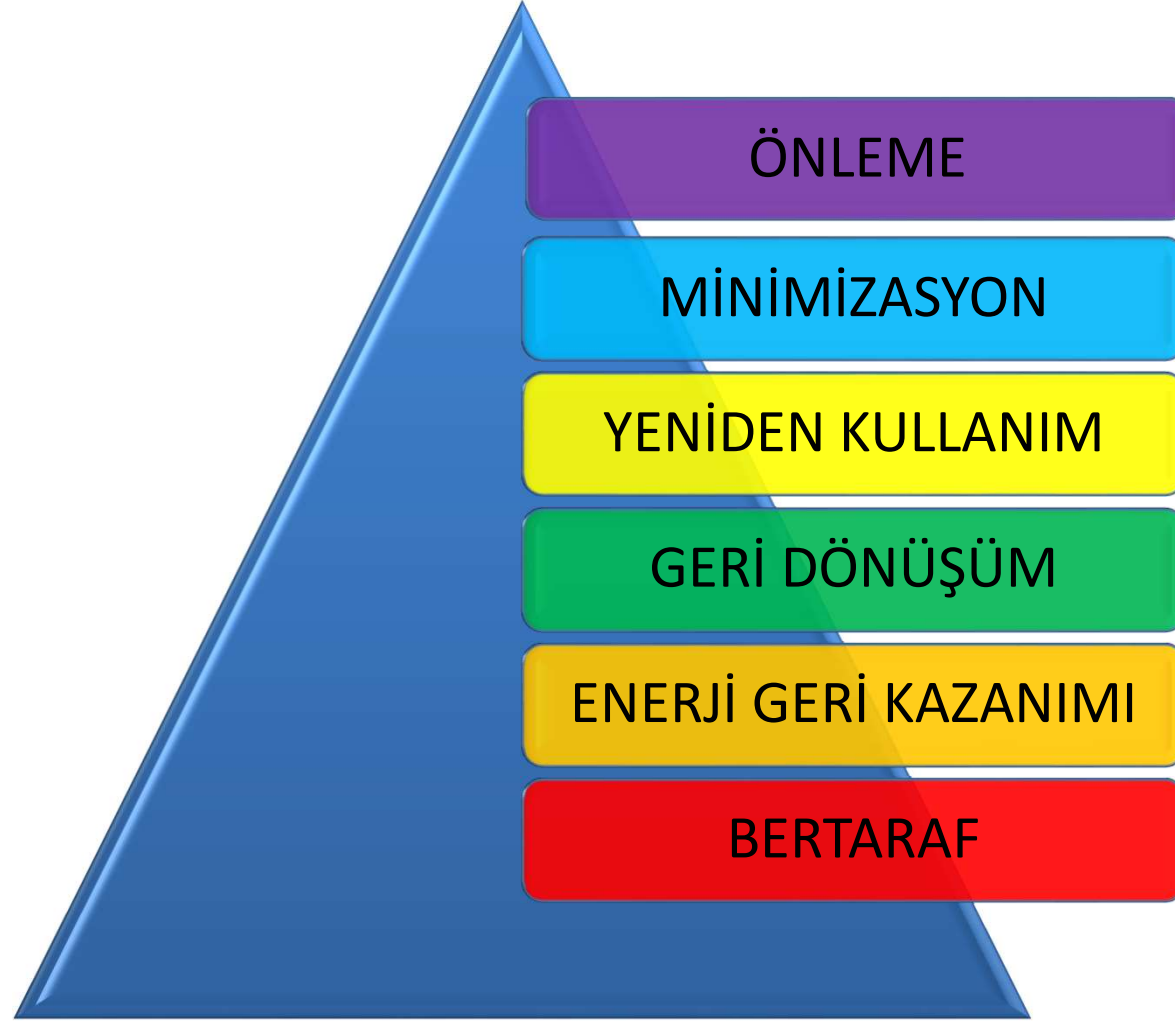 ÖNLEME
MİNİMİZASYON
YENİDEN KULLANIM
GERİ DÖNÜŞÜM
ENERJİ GERİ KAZANIMI
BERTARAF